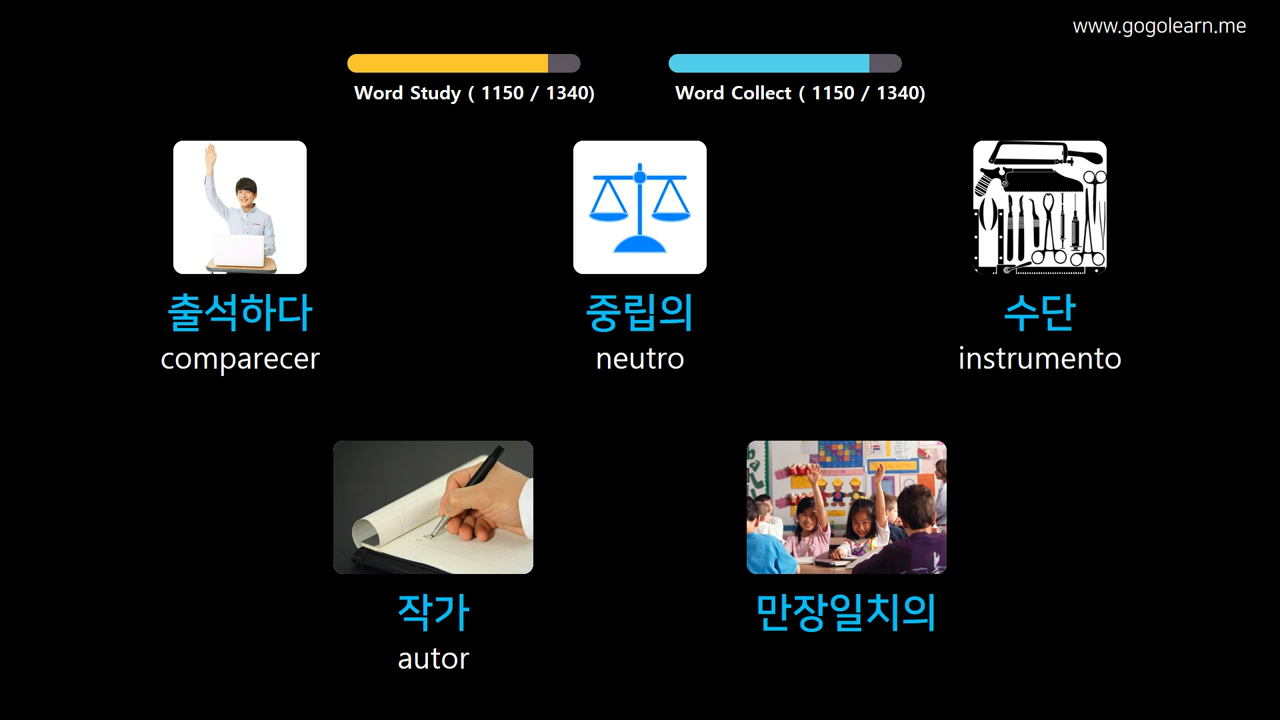 www.gogolearn.me
Word Study ( 1150 / 1340)
Word Collect ( 1150 / 1340)
출석하다
comparecer
중립의
neutro
수단
instrumento
작가
autor
만장일치의